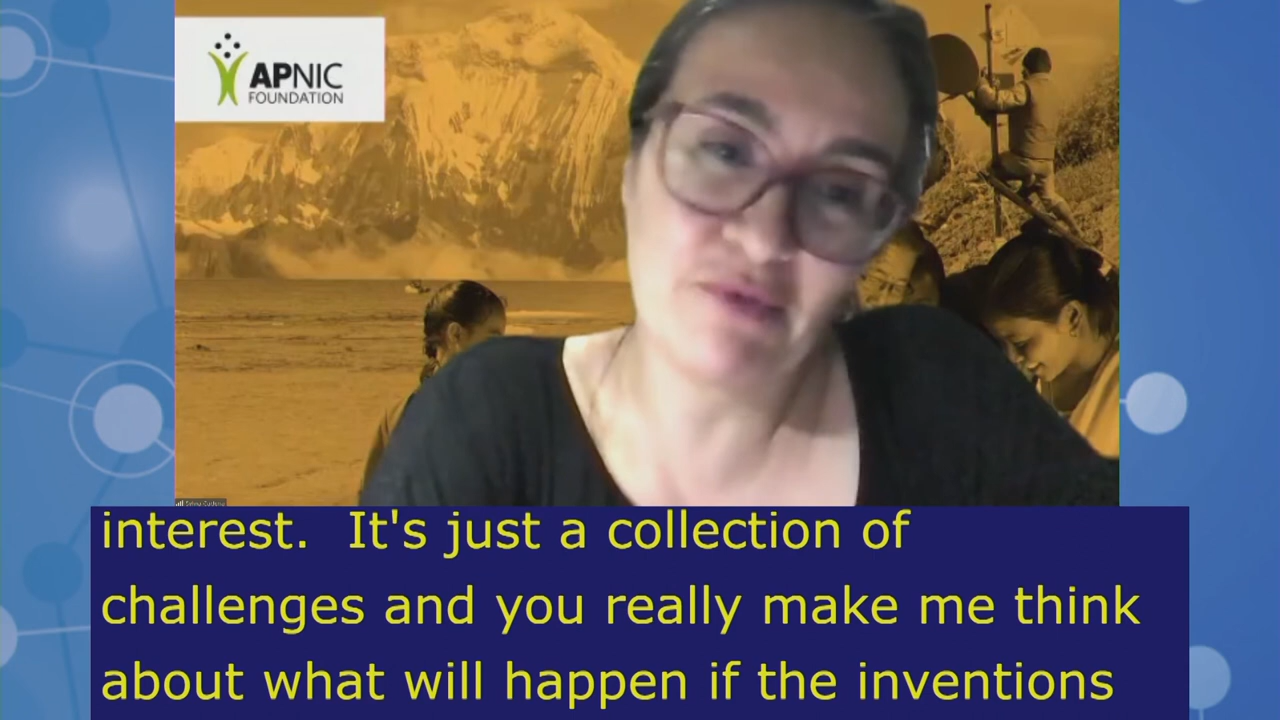 APNIC
FOUNDATION
interest.  It's just a collection of
challenges and you really make me think
about what will happen if the inventions